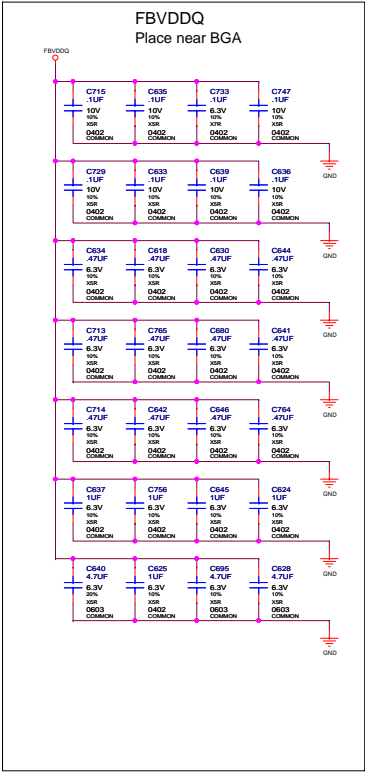 FBVDDQ
Place near BGA
FBVDDQ
C715 C635 C733 C747
.1UF .1UF .1UF .1UF
10V 10V 6.3V 10V
10% 10% 10% 10%
X5R X5R X7R X5R
0402 0402 0402 0402
COMMON COMMON COMMON COMMON
GND
C729 C633 C639 C636
.1UF .1UF .1UF .1UF
10V 10V 10V 10V
10% 10% 10% 10%
X5R X5R X5R X5R
0402 0402 0402 0402
COMMON COMMON COMMON COMMON
GND
C634 C618 C630 C644
.47UF .47UF .47UF .47UF
6.3V 6.3V 6.3V 6.3V
10% 10% 10% 10%
X5R X5R X5R X5R
0402 0402 0402 0402
COMMON COMMON COMMON COMMON
GND
C713 C765 C680 C641
.47UF .47UF .47UF .47UF
6.3V 6.3V 6.3V 6.3V
10% 10% 10% 10%
X5R X5R X5R X5R
0402 0402 0402 0402
COMMON COMMON COMMON COMMON
GND
C714 C642 C646 C764
.47UF .47UF .47UF .47UF
6.3V 6.3V 6.3V 6.3V
10% 10% 10% 10%
X5R X5R X5R X5R
0402 0402 0402 0402
COMMON COMMON COMMON COMMON
GND
C637 C756 C645 C624
1UF 1UF 1UF 1UF
6.3V 6.3V 6.3V 6.3V
10% 10% 10% 10%
X5R X5R X5R X5R
0402 0402 0402 0402
COMMON COMMON COMMON COMMON
GND
C640 C625 C695 C628
4.7UF 1UF 4.7UF 4.7UF
6.3V 6.3V 6.3V 6.3V
20% 10% 10% 10%
X5R X5R X5R X5R
0603 0402 0603 0603
COMMON COMMON COMMON COMMON
GND